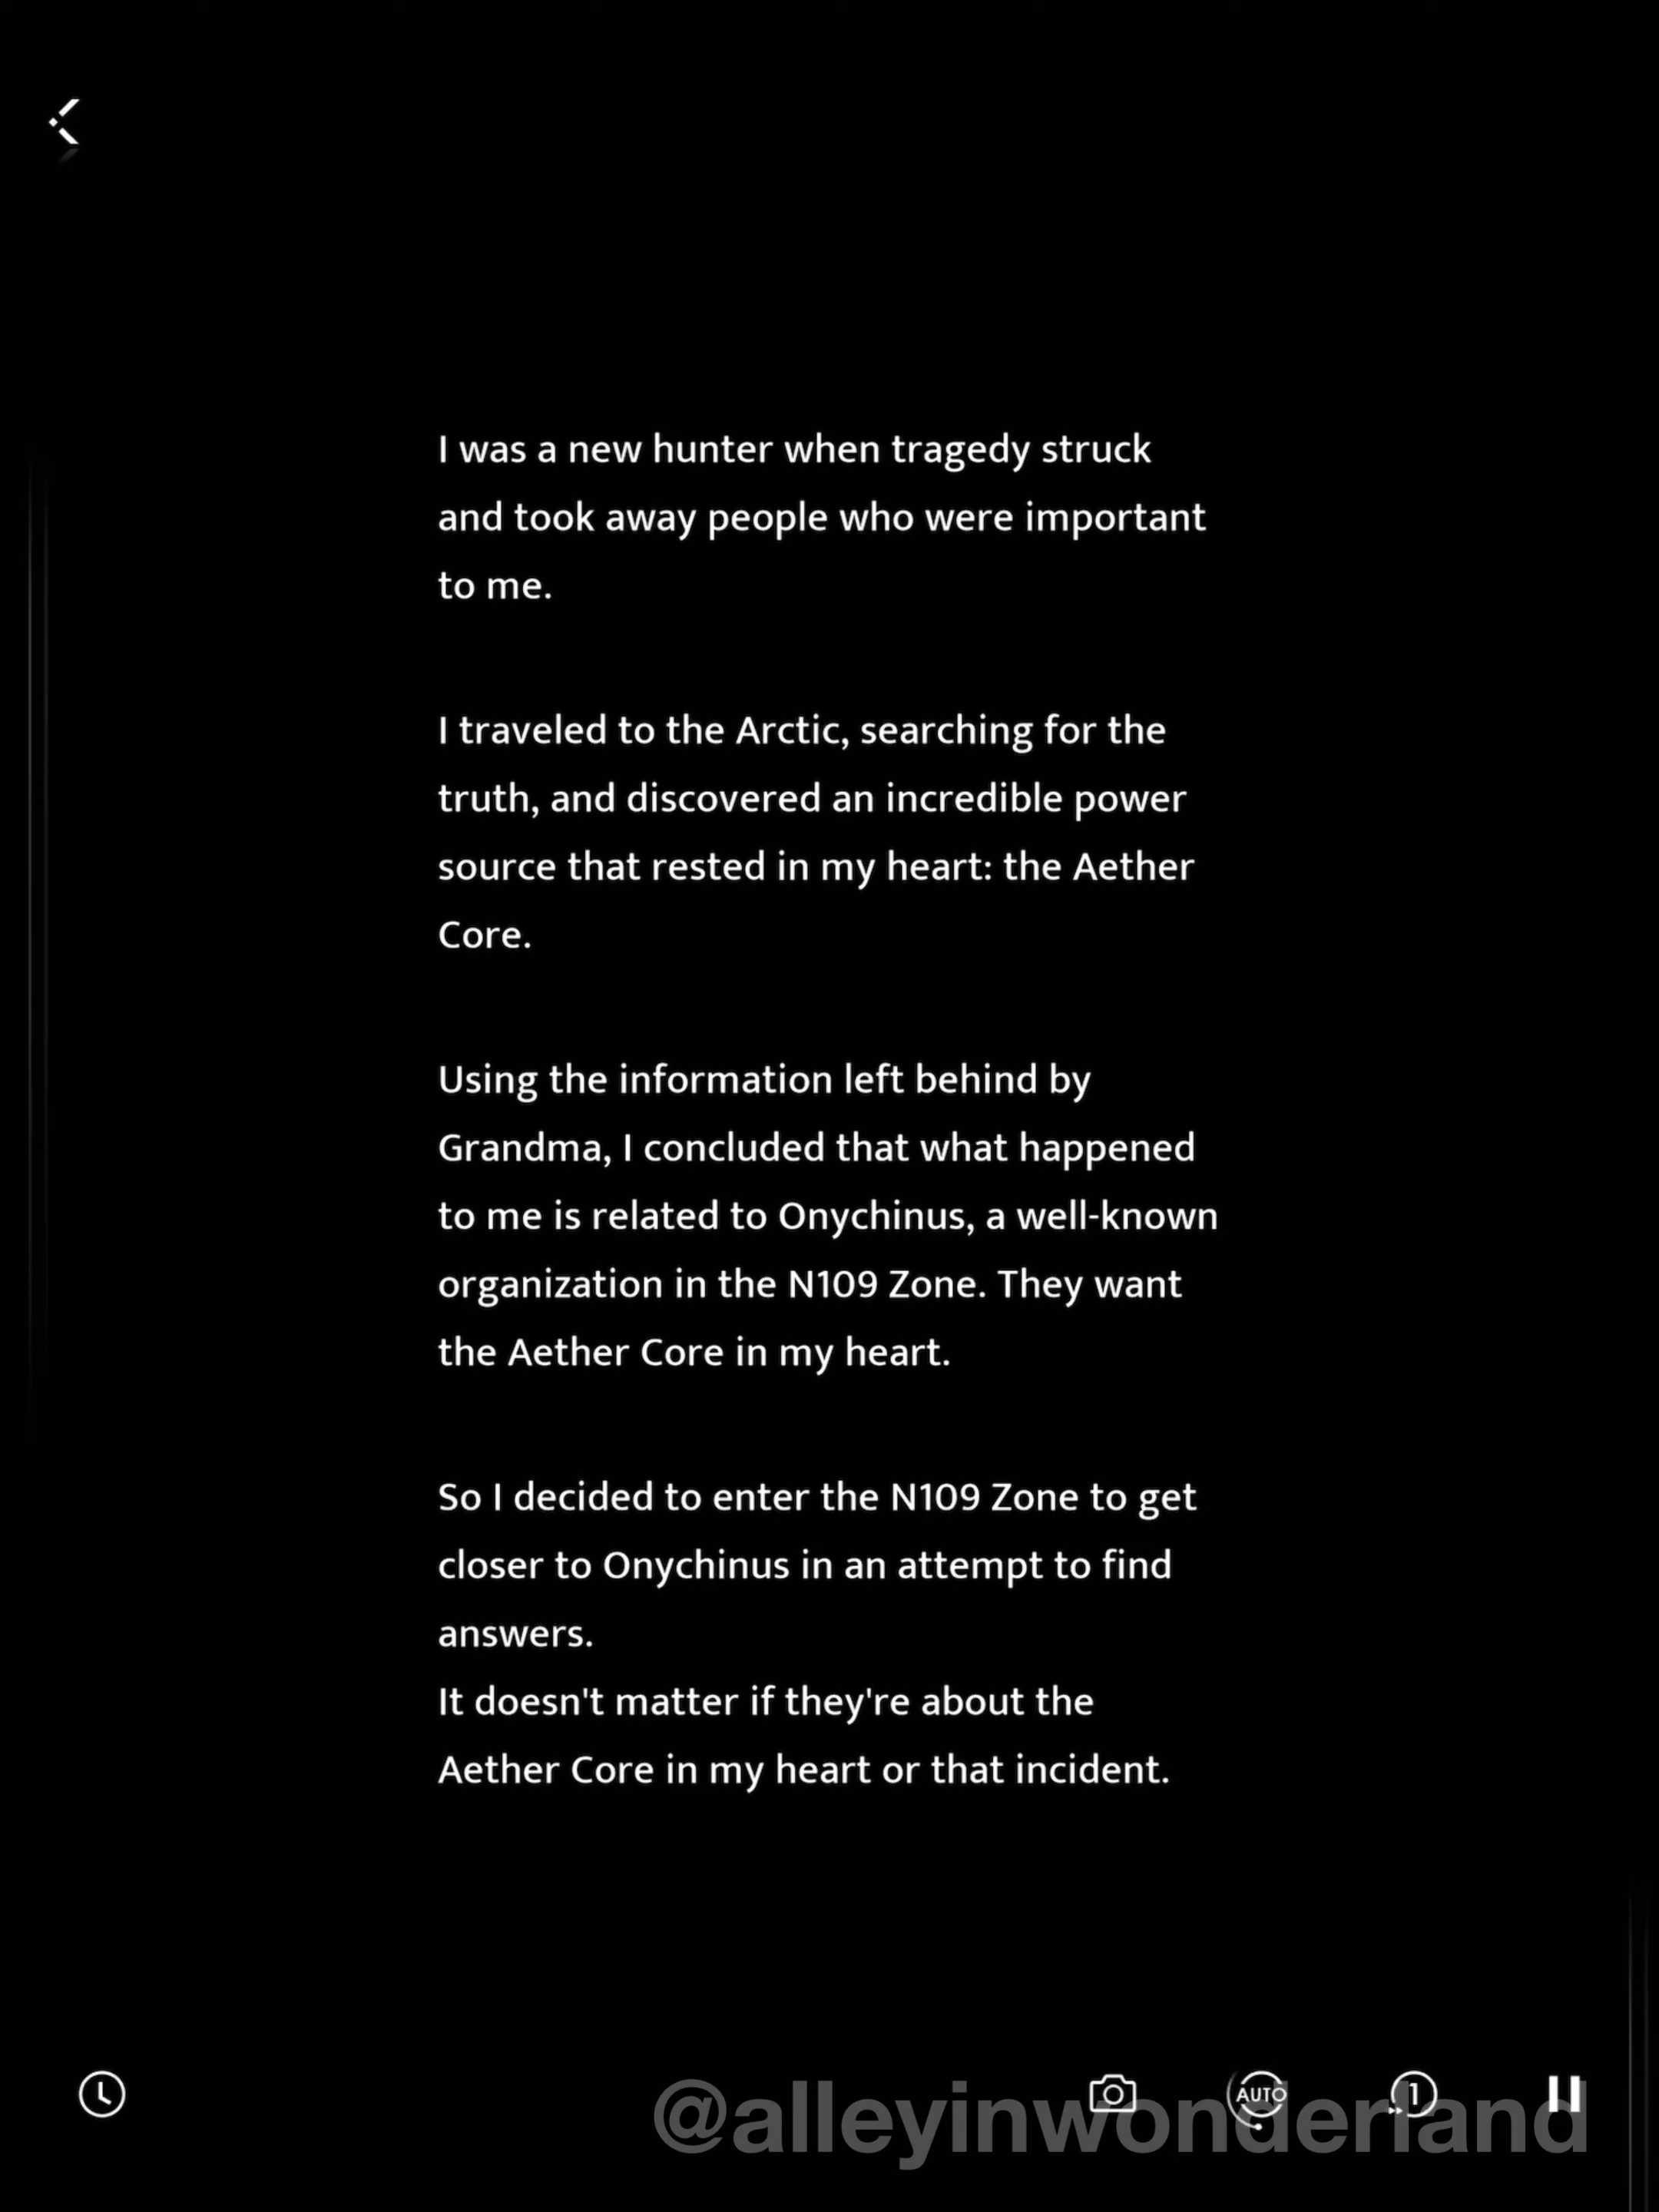 I was a new hunter when tragedy struck
and took away people who were important
to me.
I traveled to the Arctic, searching for the
truth, and discovered an incredible power
source that rested in my heart: the Aether
Core.
Using the information left behind by
Grandma, I concluded that what happened
to me is related to Onychinus, a well-known
organization in the N109 Zone. They want
the Aether Core in my heart.
So I decided to enter the N109 Zone to get
closer to Onychinus in an attempt to find
answers.
It doesn't matter if they're about the
Aether Core in my heart or that incident.
AUTO
1
@alleyinwonderland